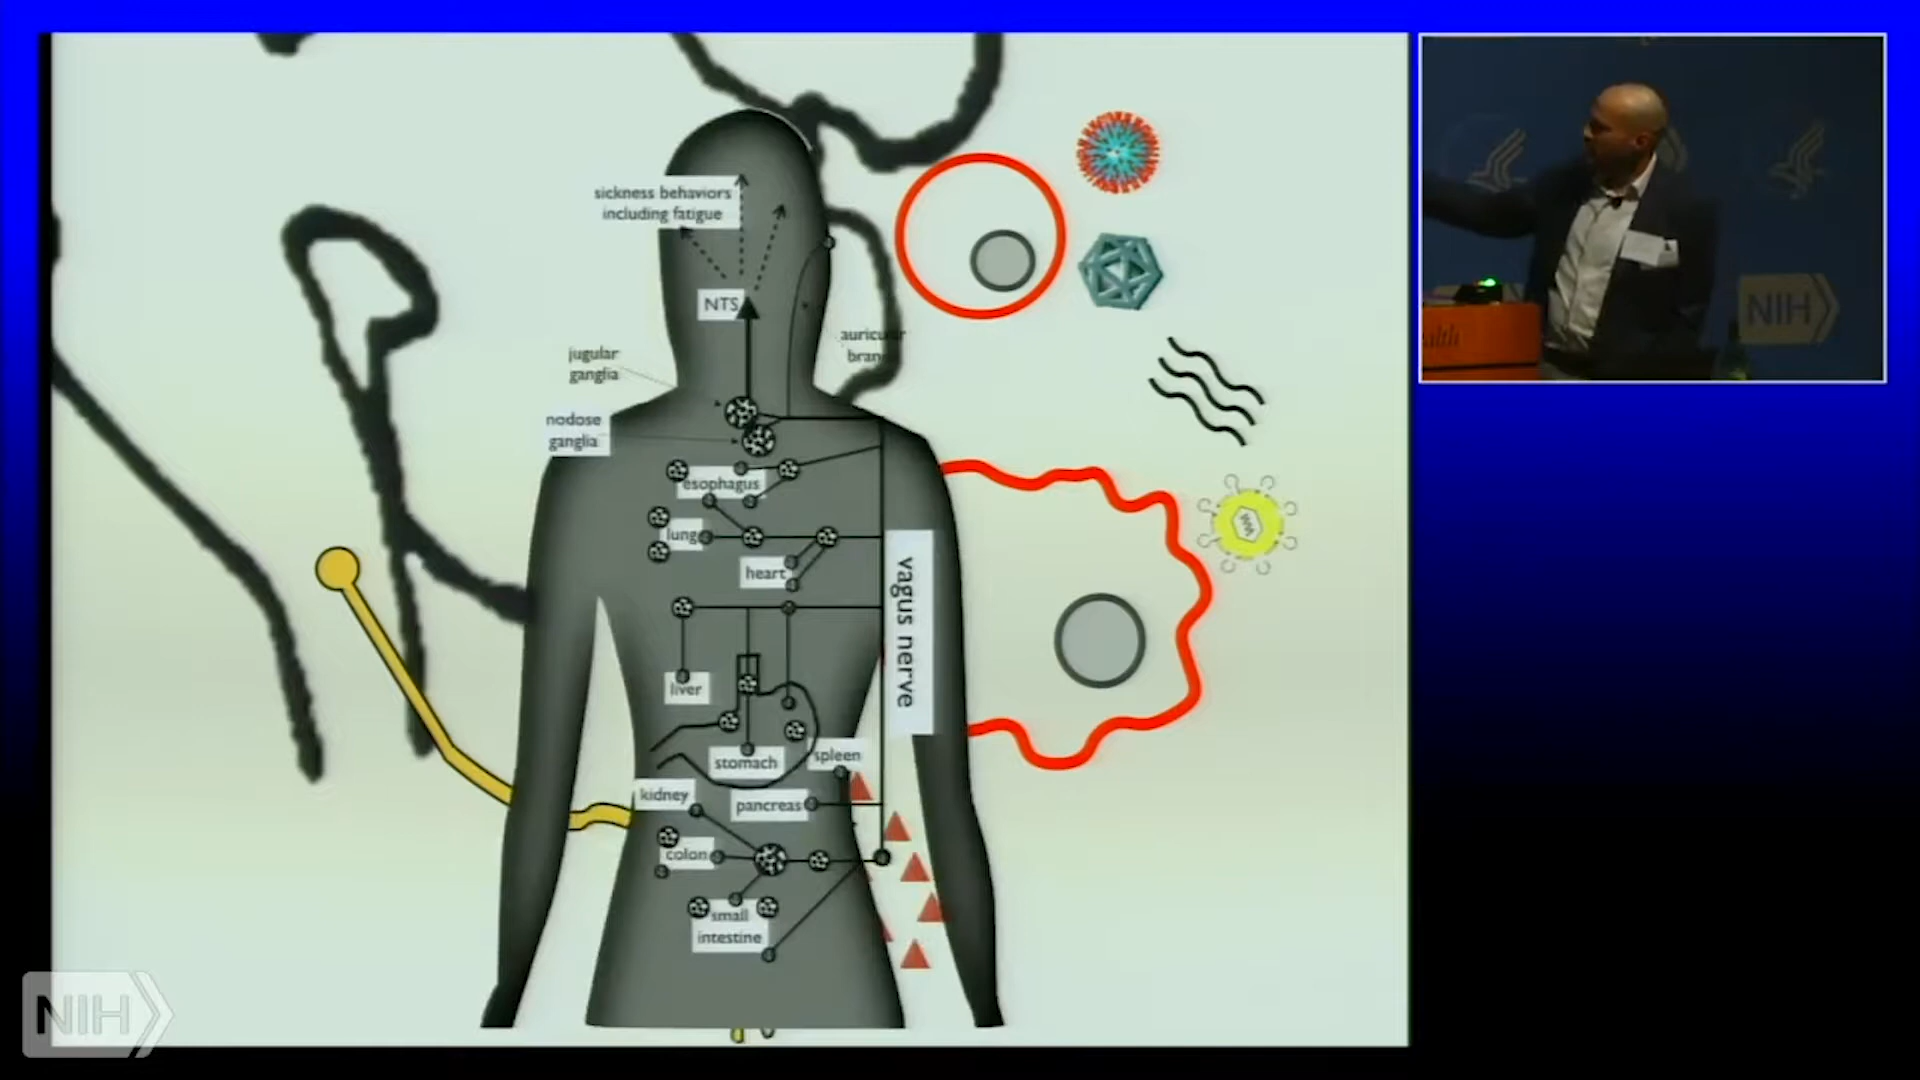 sickness behaviors
including fatigue
NTS
jugular
ganglia
auricular
nodose
ganglia
esophagus
lung
heart
vagus nerve
liver
stomach
spleen
kidney
pancreas
colon
small
intestine
NIH
NIH